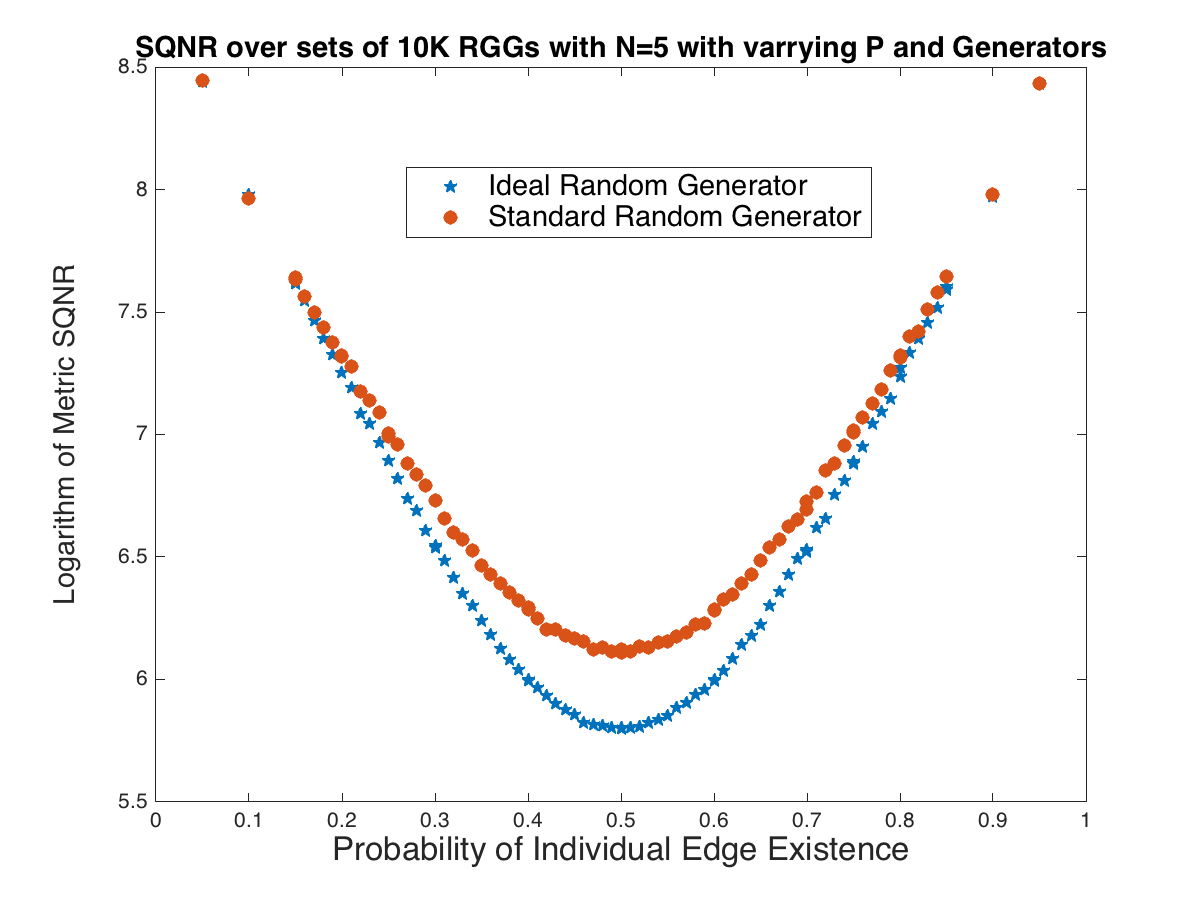 SQNR over sets of 10K RGGs with N=5 with varrying P and Generators
8.5
8
7.5
7
6.5
6
5.5
Logarithm of Metric SQNR
Ideal Random Generator
Standard Random Generator
0 0.1 0.2 0.3 0.4 0.5 0.6 0.7 0.8 0.9 1
Probability of Individual Edge Existence